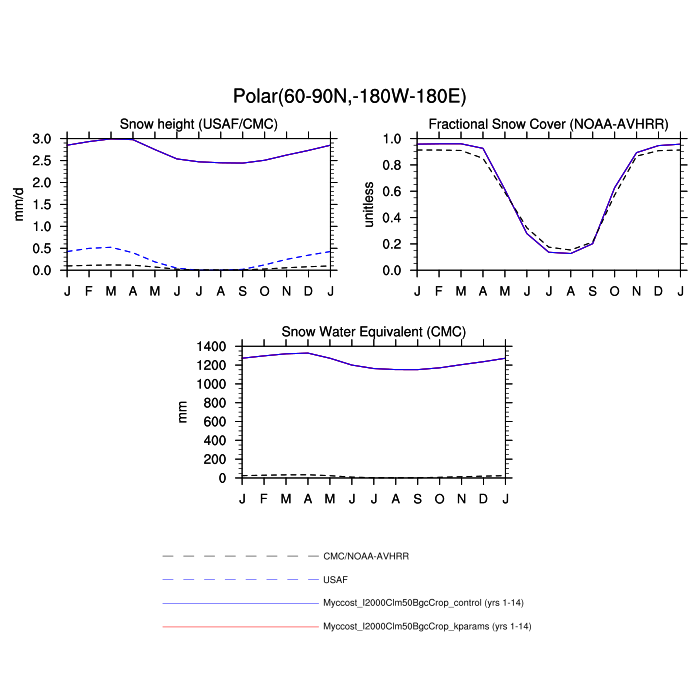 Polar(60-90N,-180W-180E)
Snow height (USAF/CMC)
3.0
2.5
2.0
1.5
1.0
0.5
0.0
mm/d
J F M A M J J A S O N D J
Fractional Snow Cover (NOAA-AVHRR)
1.0
0.8
0.6
0.4
0.2
0.0
unitless
J F M A M J J A S O N D J
Snow Water Equivalent (CMC)
1400
1200
1000
800
600
400
200
0
mm
J F M A M J J A S O N D J
CMC/NOAA-AVHRR
USAF
Myccost_I2000Clm50BgcCrop_control (yrs 1-14)
Myccost_I2000Clm50BgcCrop_kparams (yrs 1-14)